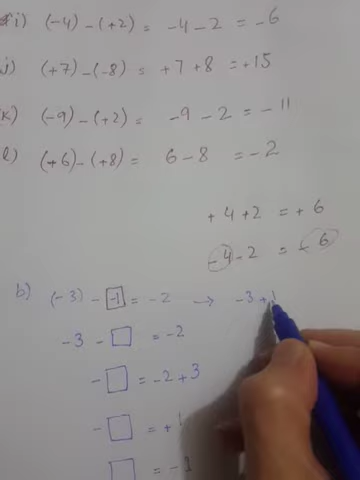 i) (-4) - (+2) = -4 - 2 = -6
j) (+7) - (-8) = +7 + 8 = +15
k) (-9) - (+2) = -9 - 2 = -11
l) (+6) - (+8) = 6 - 8 = -2
+4 + 2 = +6
-4 - 2 = -6
b) (-3) - [-1] = -2 → -3 + 1
-3 - □ = -2
- □ = -2 + 3
- □ = +1
□ = -1